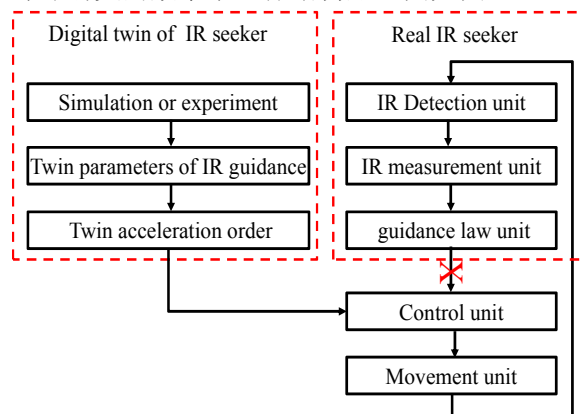 Digital twin of IR seeker
Simulation or experiment
Twin parameters of IR guidance
Twin acceleration order
Real IR seeker
IR Detection unit
IR measurement unit
guidance law unit
X
Control unit
Movement unit